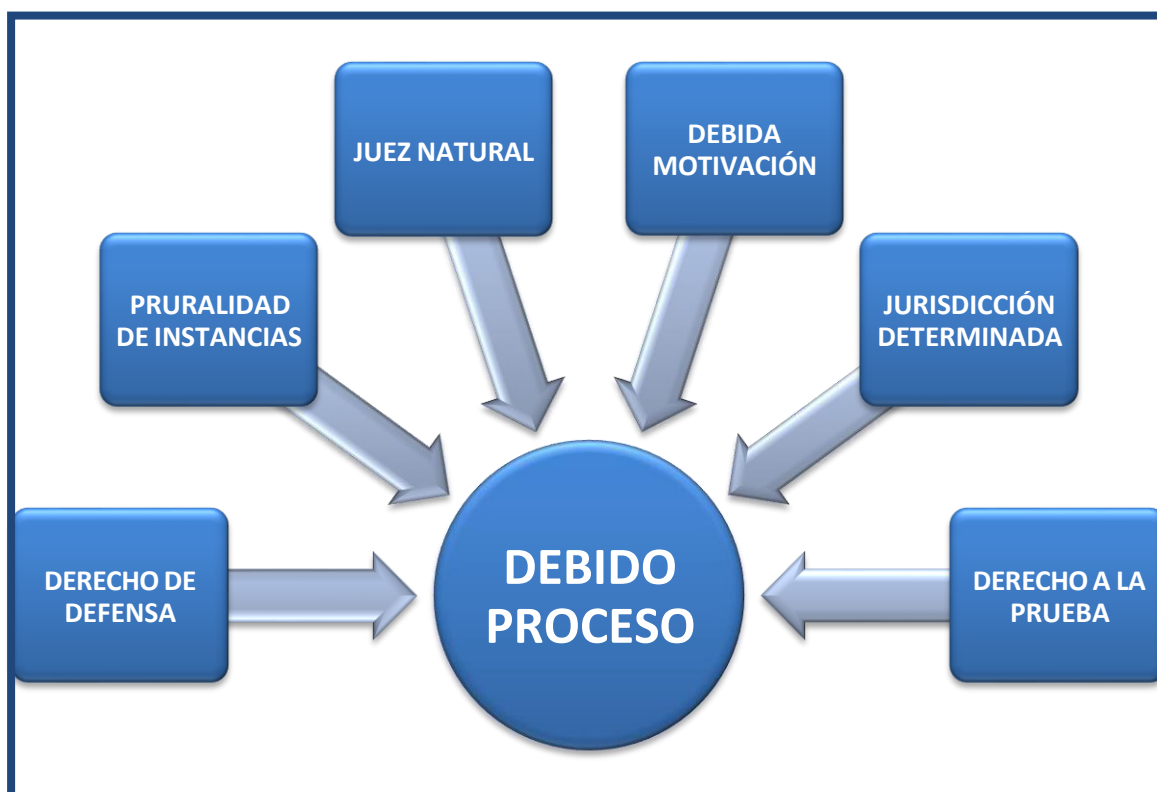 JUEZ NATURAL
DEBIDA
MOTIVACIÓN
PRURALIDAD
DE INSTANCIAS
JURISDICCIÓN
DETERMINADA
DERECHO DE
DEFENSA
DEBIDO
PROCESO
DERECHO A LA
PRUEBA